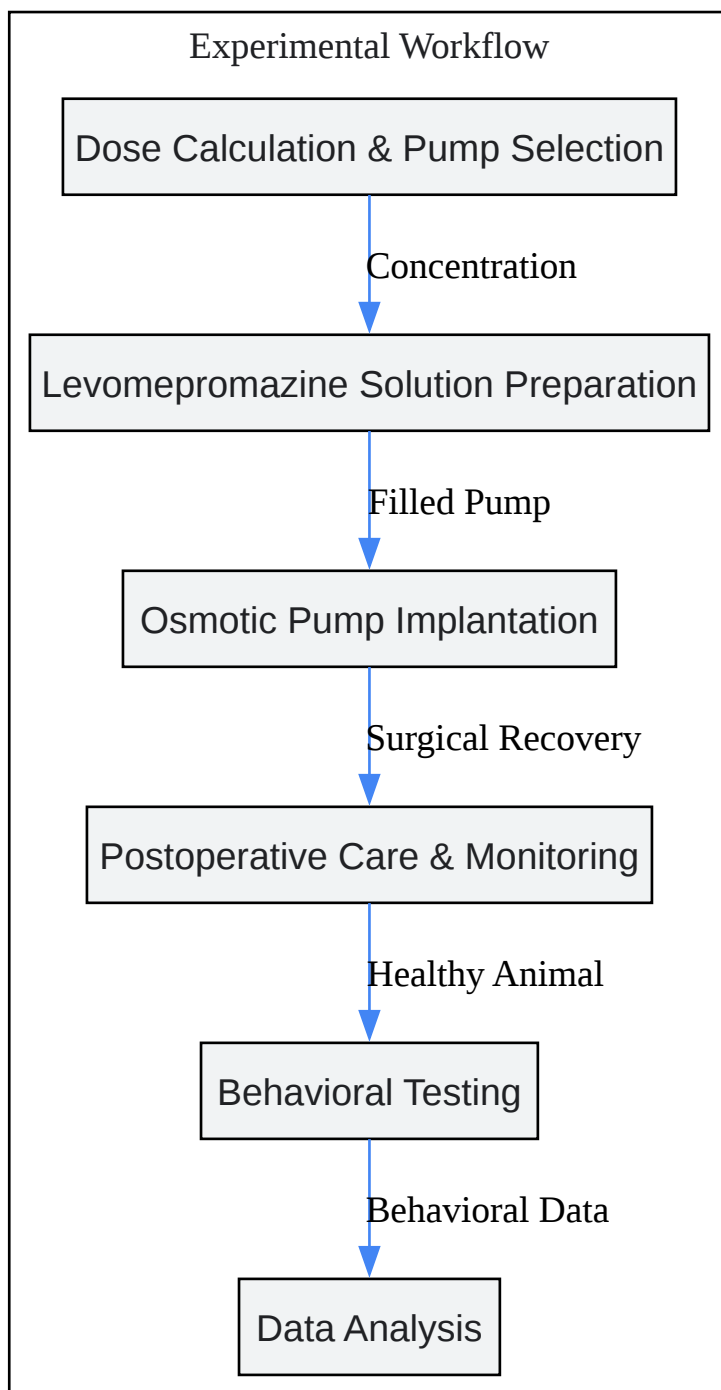 Experimental Workflow
Dose Calculation & Pump Selection
Concentration
Levomepromazine Solution Preparation
Filled Pump
Osmotic Pump Implantation
Surgical Recovery
Postoperative Care & Monitoring
Healthy Animal
Behavioral Testing
Behavioral Data
Data Analysis